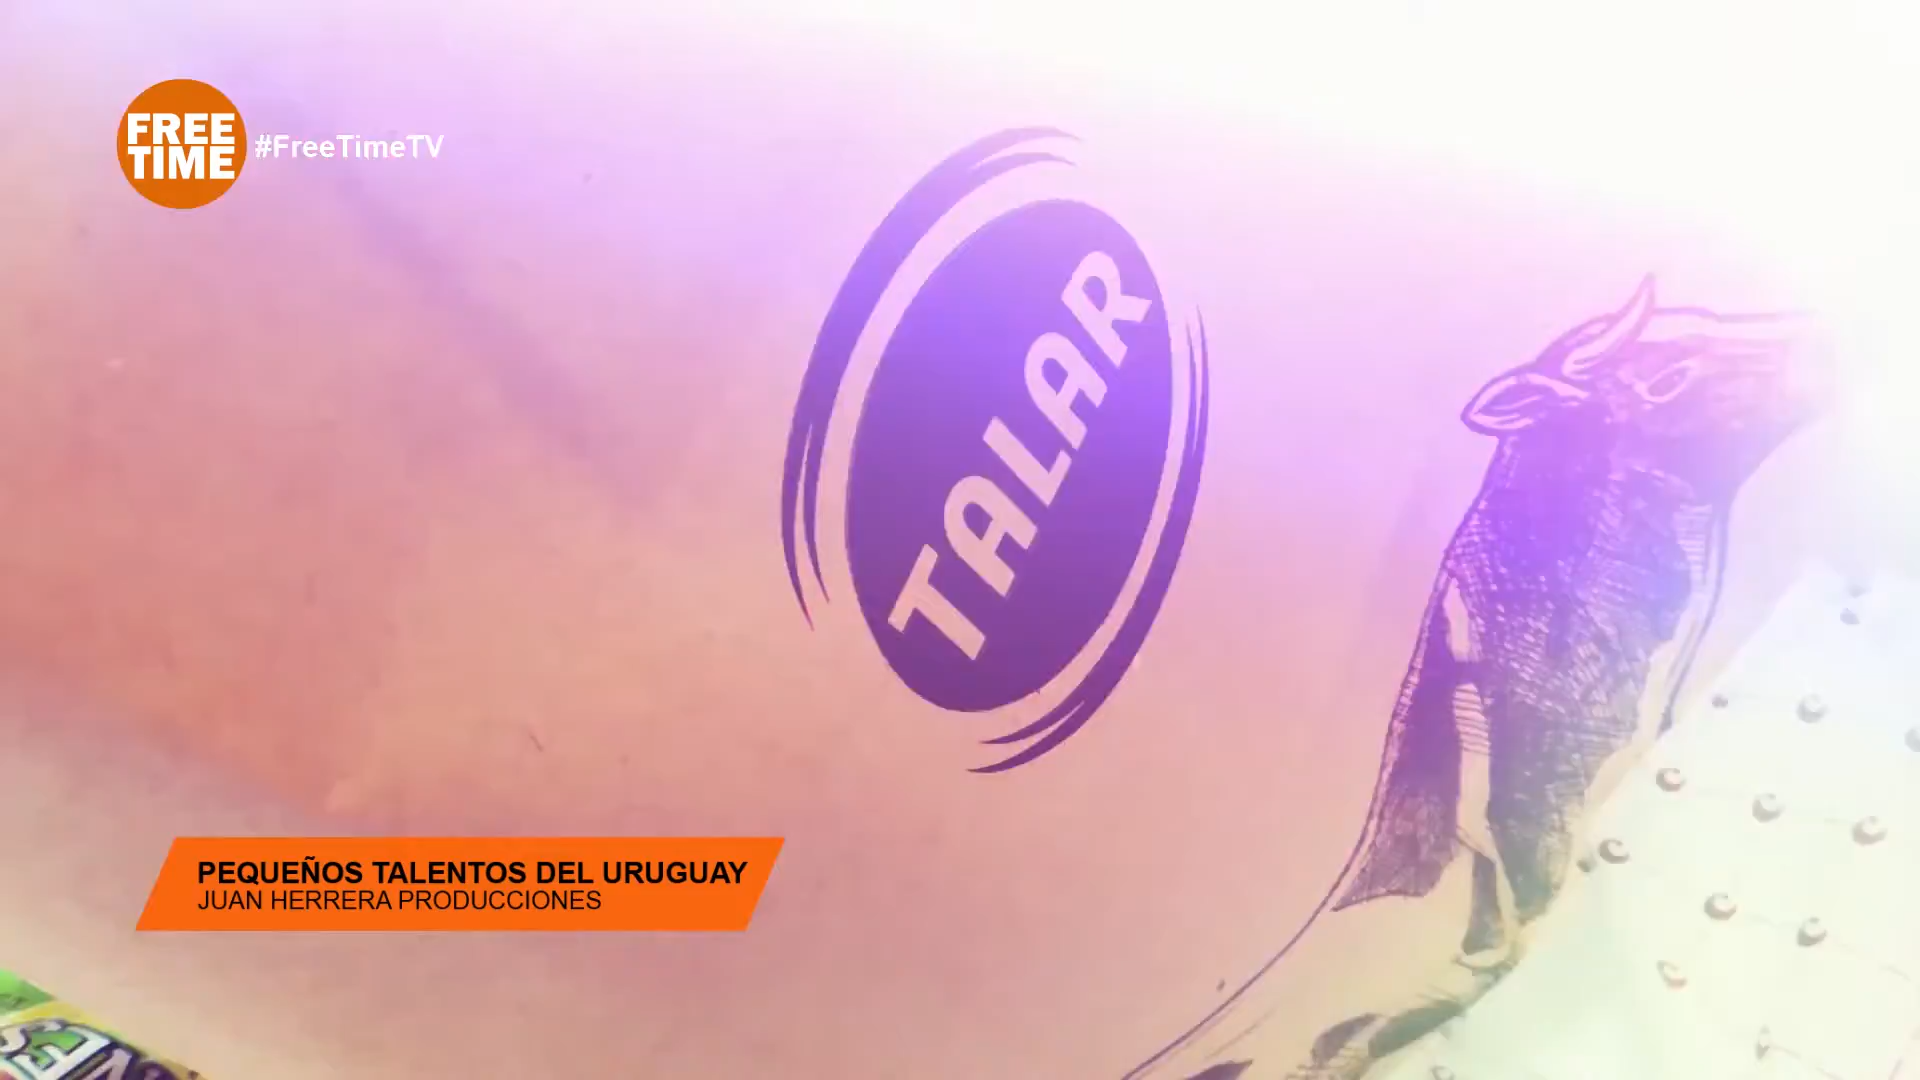 FREE
TIME
#FreeTimeTV
TALAR
PEQUEÑOS TALENTOS DEL URUGUAY
JUAN HERRERA PRODUCCIONES